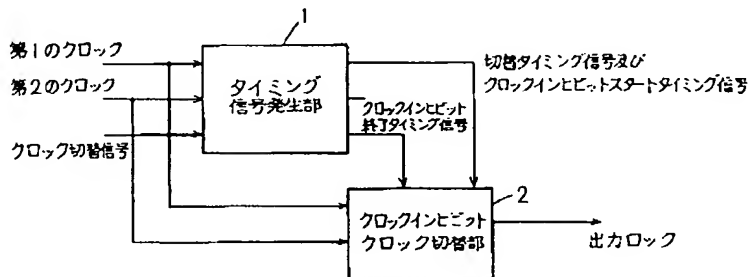 1
第1のクロック
第2のクロック
クロック切替信号
タイミング
信号発生部
切替タイミング信号及び
クロックインヒビットスタートタイミング信号
クロックインヒビット
終了タイミング信号
2
クロックインヒビット
クロック切替部
出力ロック